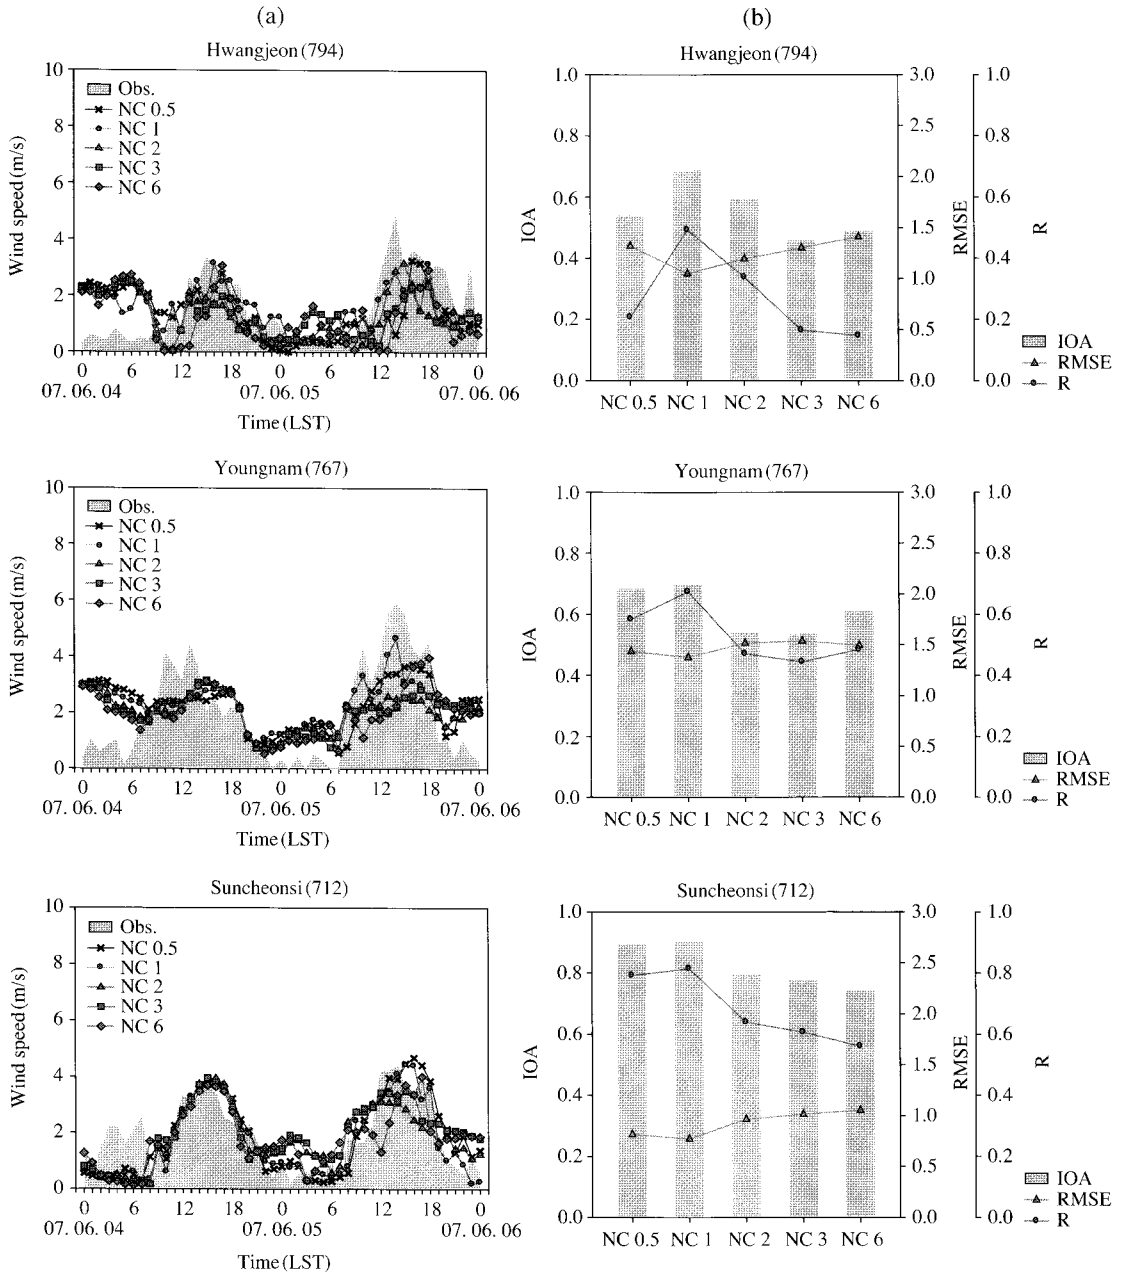 (a)
Hwangjeon (794)
Wind speed (m/s)
10
8
6
4
2
0
Obs.
NC 0.5
NC 1
NC 2
NC 3
NC 6
0 6 12 18 0 6 12 18 0
07. 06. 04 07. 06. 05 07. 06. 06
Time (LST)
(b)
Hwangjeon (794)
IOA
1.0
0.8
0.6
0.4
0.2
0.0
NC 0.5 NC 1 NC 2 NC 3 NC 6
3.0
2.5
2.0
1.5
1.0
0.5
0.0
RMSE
1.0
0.8
0.6
0.4
0.2
0.0
R
IOA
RMSE
R
Youngnam (767)
Wind speed (m/s)
10
8
6
4
2
0
Obs.
NC 0.5
NC 1
NC 2
NC 3
NC 6
0 6 12 18 0 6 12 18 0
07. 06. 04 07. 06. 05 07. 06. 06
Time (LST)
Youngnam (767)
IOA
1.0
0.8
0.6
0.4
0.2
0.0
NC 0.5 NC 1 NC 2 NC 3 NC 6
3.0
2.5
2.0
1.5
1.0
0.5
0.0
RMSE
1.0
0.8
0.6
0.4
0.2
0.0
R
IOA
RMSE
R
Suncheonsi (712)
Wind speed (m/s)
10
8
6
4
2
0
Obs.
NC 0.5
NC 1
NC 2
NC 3
NC 6
0 6 12 18 0 6 12 18 0
07. 06. 04 07. 06. 05 07. 06. 06
Time (LST)
Suncheonsi (712)
IOA
1.0
0.8
0.6
0.4
0.2
0.0
NC 0.5 NC 1 NC 2 NC 3 NC 6
3.0
2.5
2.0
1.5
1.0
0.5
0.0
RMSE
1.0
0.8
0.6
0.4
0.2
0.0
R
IOA
RMSE
R